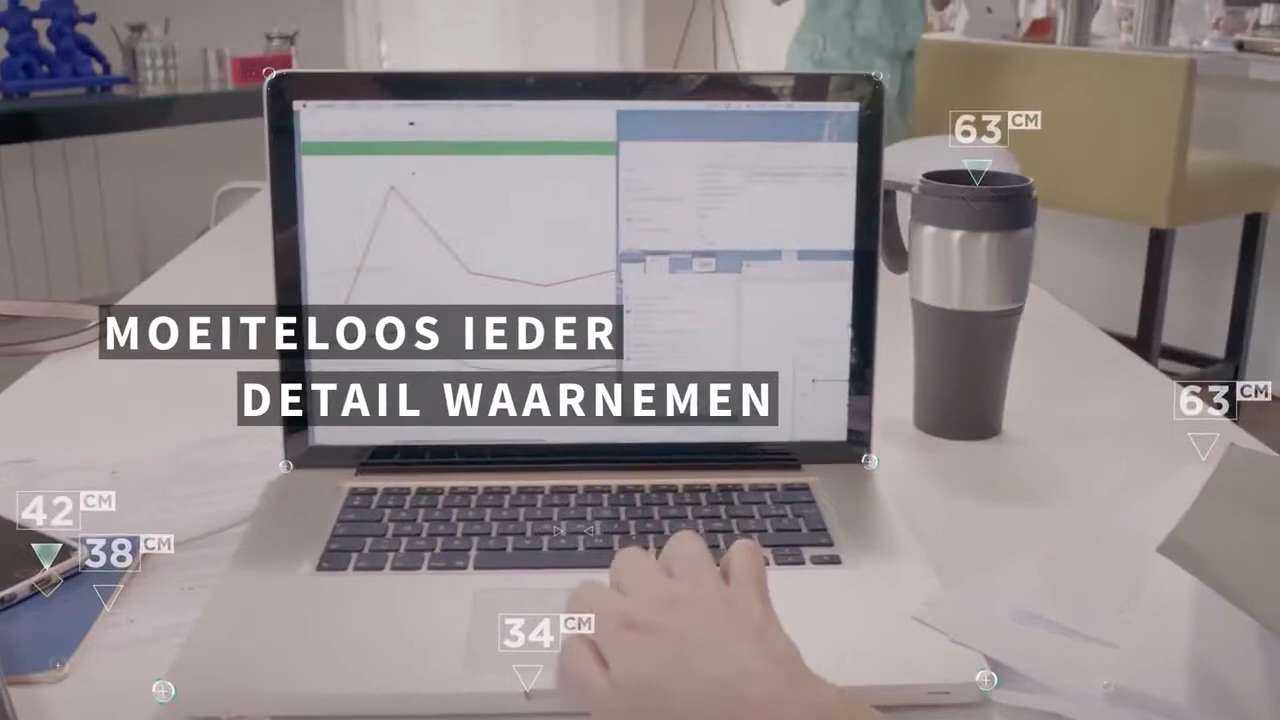 63 CM
MOEITELOOS IEDER
DETAIL WAARNEMEN
63 CM
42 CM
38 CM
34 CM